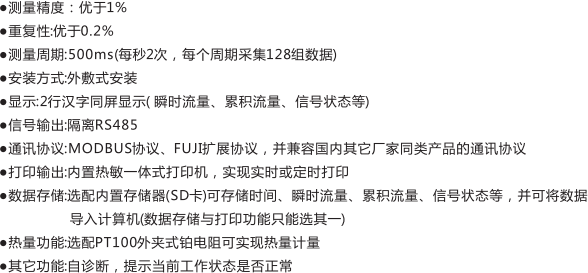 ●测量精度：优于1%
●重复性:优于0.2%
●测量周期:500ms(每秒2次，每个周期采集128组数据)
●安装方式:外敷式安装
●显示:2行汉字同屏显示( 瞬时流量、累积流量、信号状态等)
●信号输出:隔离RS485
●通讯协议:MODBUS协议、FUJI扩展协议，并兼容国内其它厂家同类产品的通讯协议
●打印输出:内置热敏一体式打印机，实现实时或定时打印
●数据存储:选配内置存储器(SD卡)可存储时间、瞬时流量、累积流量、信号状态等，并可将数据
导入计算机(数据存储与打印功能只能选其一)
●热量功能:选配PT100外夹式铂电阻可实现热量计量
●其它功能:自诊断，提示当前工作状态是否正常